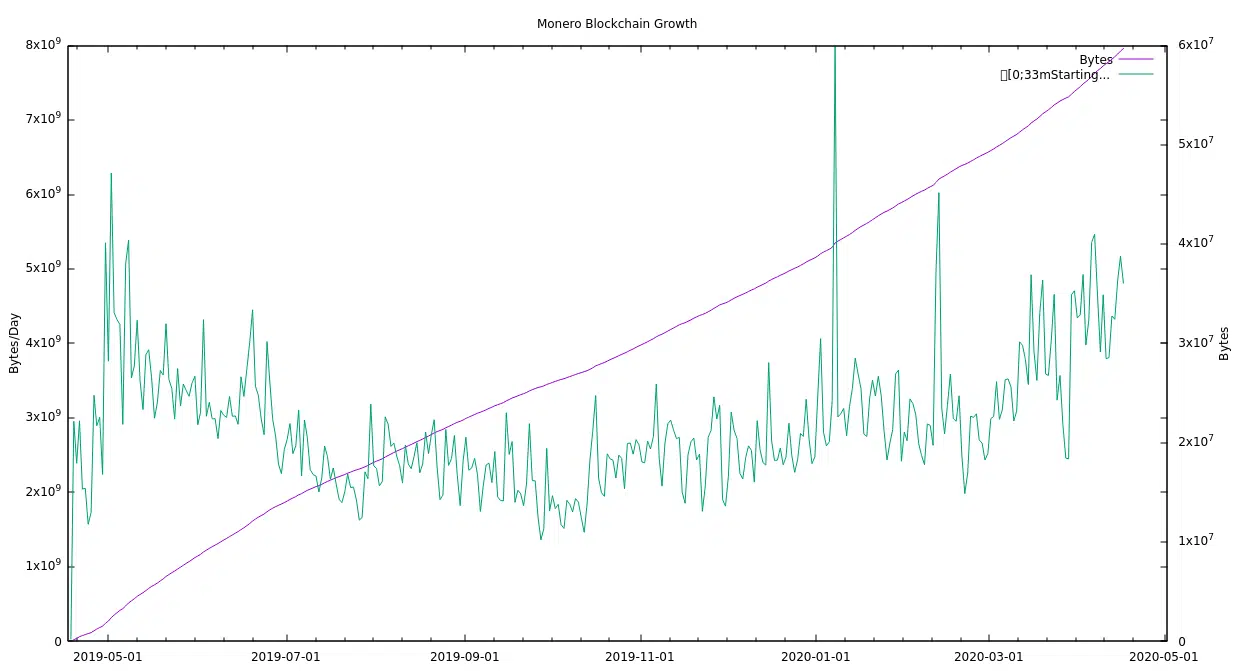 Monero Blockchain Growth
8x10⁹
7x10⁹
6x10⁹
5x10⁹
4x10⁹
3x10⁹
2x10⁹
1x10⁹
0
Bytes/Day
Bytes
[0;33mStarting...
6x10⁷
5x10⁷
4x10⁷
3x10⁷
2x10⁷
1x10⁷
0
Bytes
2019-05-01 2019-07-01 2019-09-01 2019-11-01 2020-01-01 2020-03-01 2020-05-01